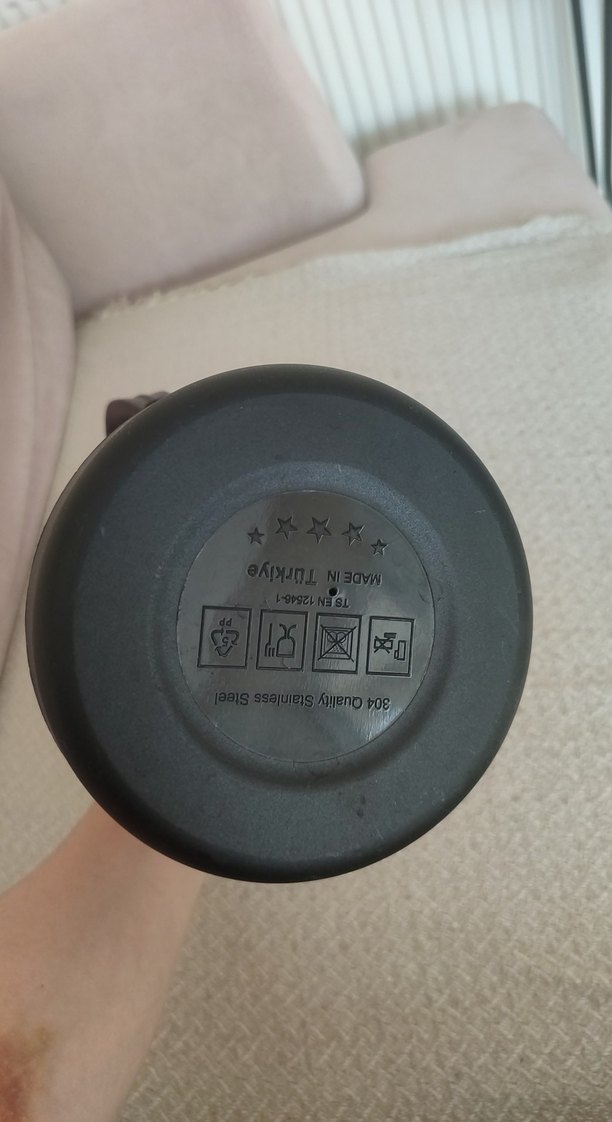 304 Quality Stainless Steel
5
PP
TS EN 12546-1
MADE IN Türkiye